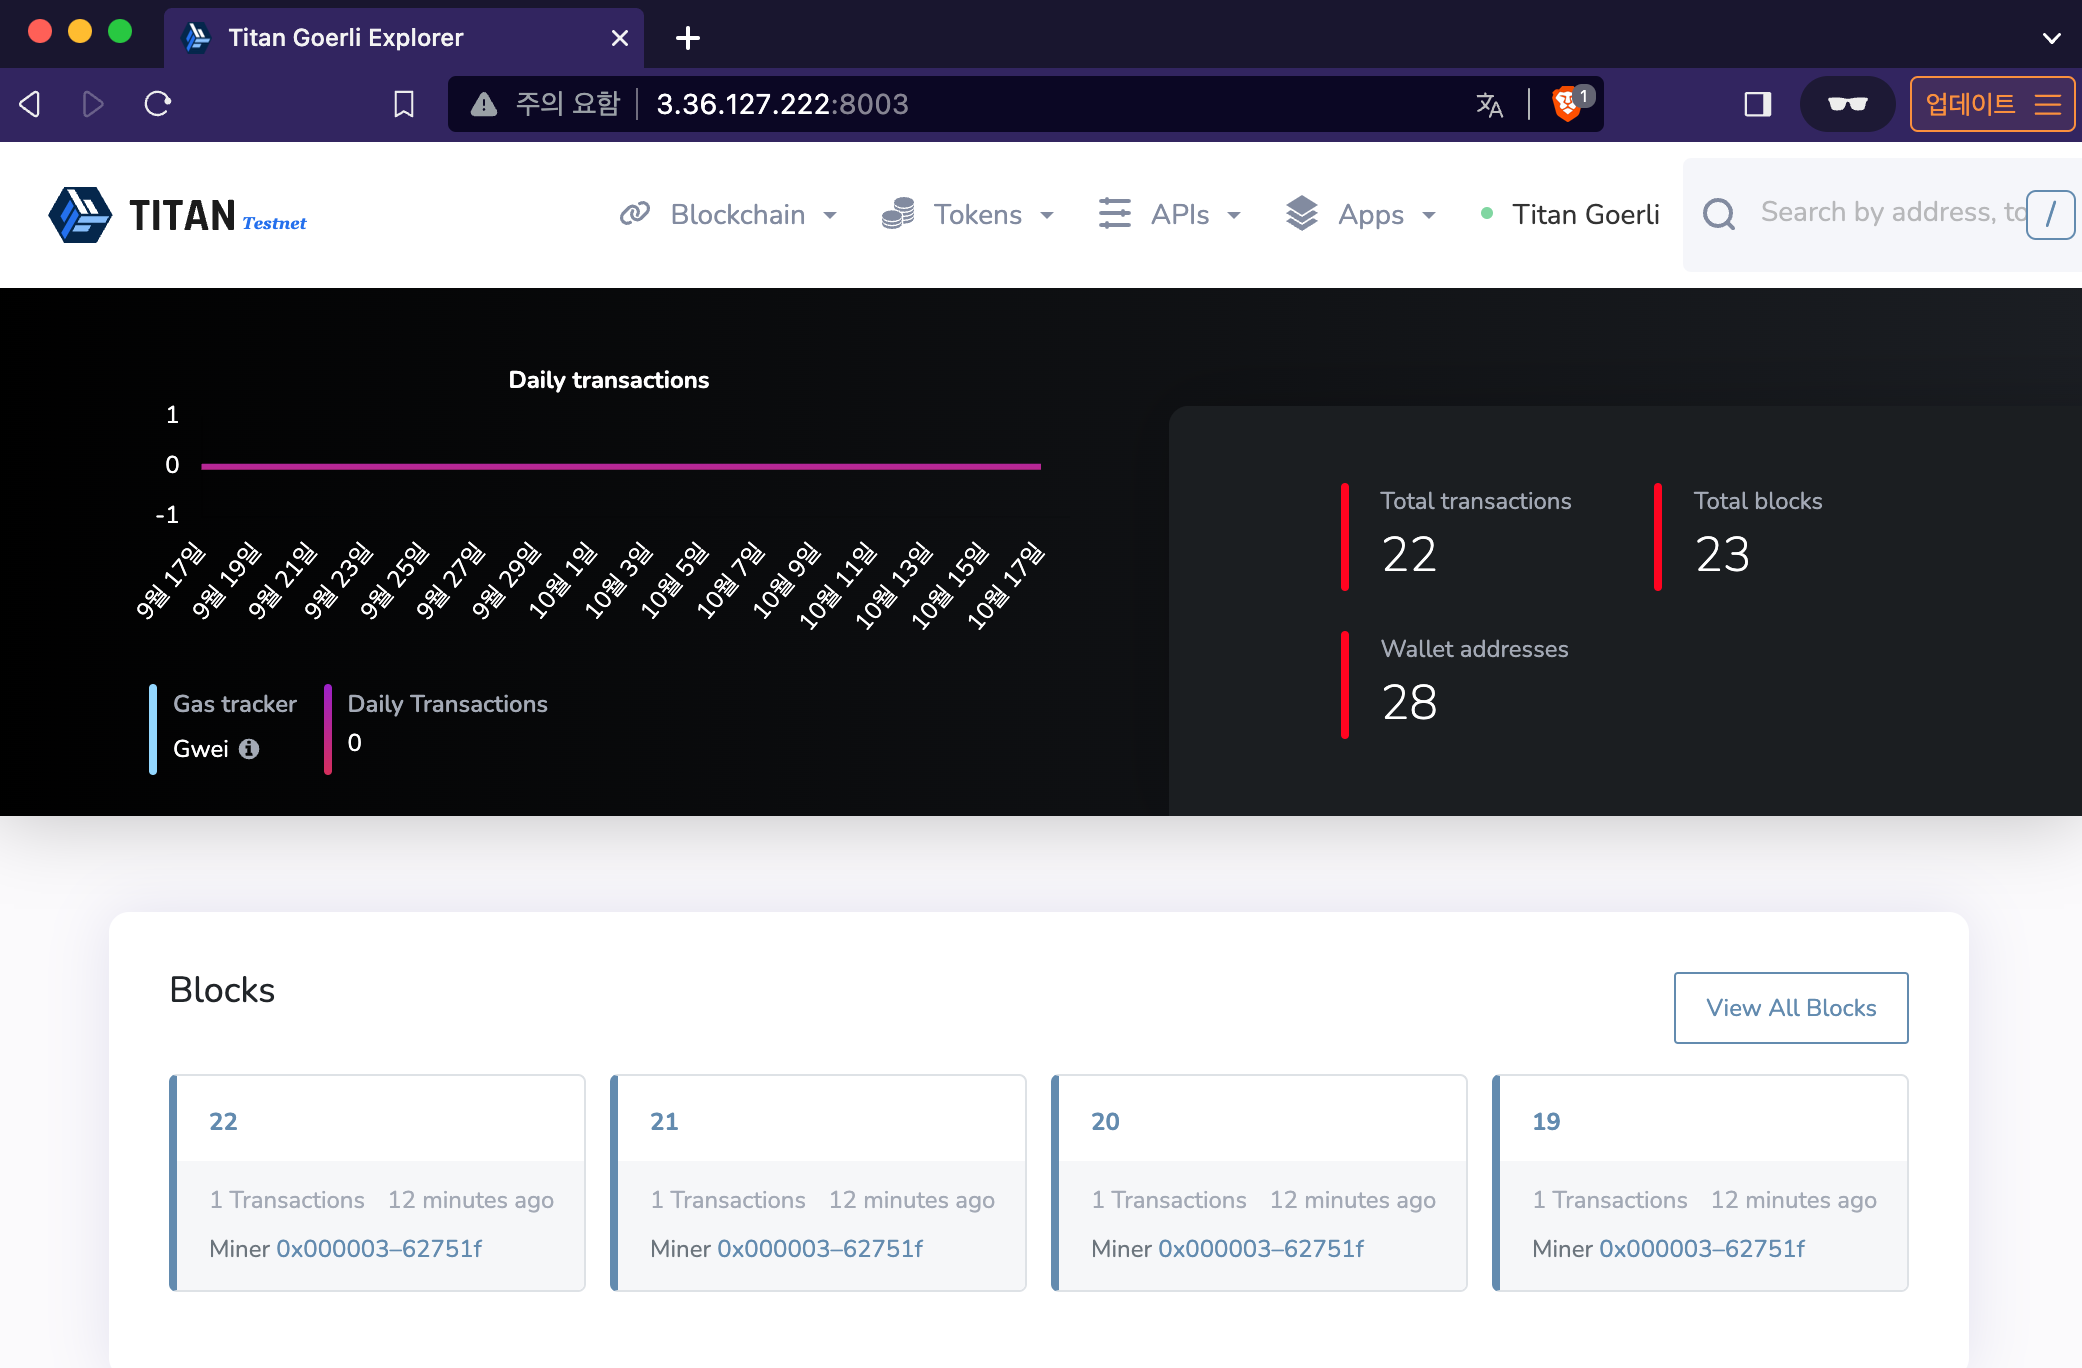 Titan Goerli Explorer
주의 요함 3.36.127.222:8003
1
업데이트
TITAN Testnet
Blockchain Tokens APIs Apps Titan Goerli
Search by address, to
/
Daily transactions
1
0
-1
9월 17일 9월 19일 9월 21일 9월 23일 9월 25일 9월 27일 9월 29일 10월 1일 10월 3일 10월 5일 10월 7일 10월 9일 10월 11일 10월 13일 10월 15일 10월 17일
Gas tracker
Gwei
Daily Transactions
0
Total transactions
22
Total blocks
23
Wallet addresses
28
Blocks
View All Blocks
22
1 Transactions 12 minutes ago
Miner 0x000003–62751f
21
1 Transactions 12 minutes ago
Miner 0x000003–62751f
20
1 Transactions 12 minutes ago
Miner 0x000003–62751f
19
1 Transactions 12 minutes ago
Miner 0x000003–62751f